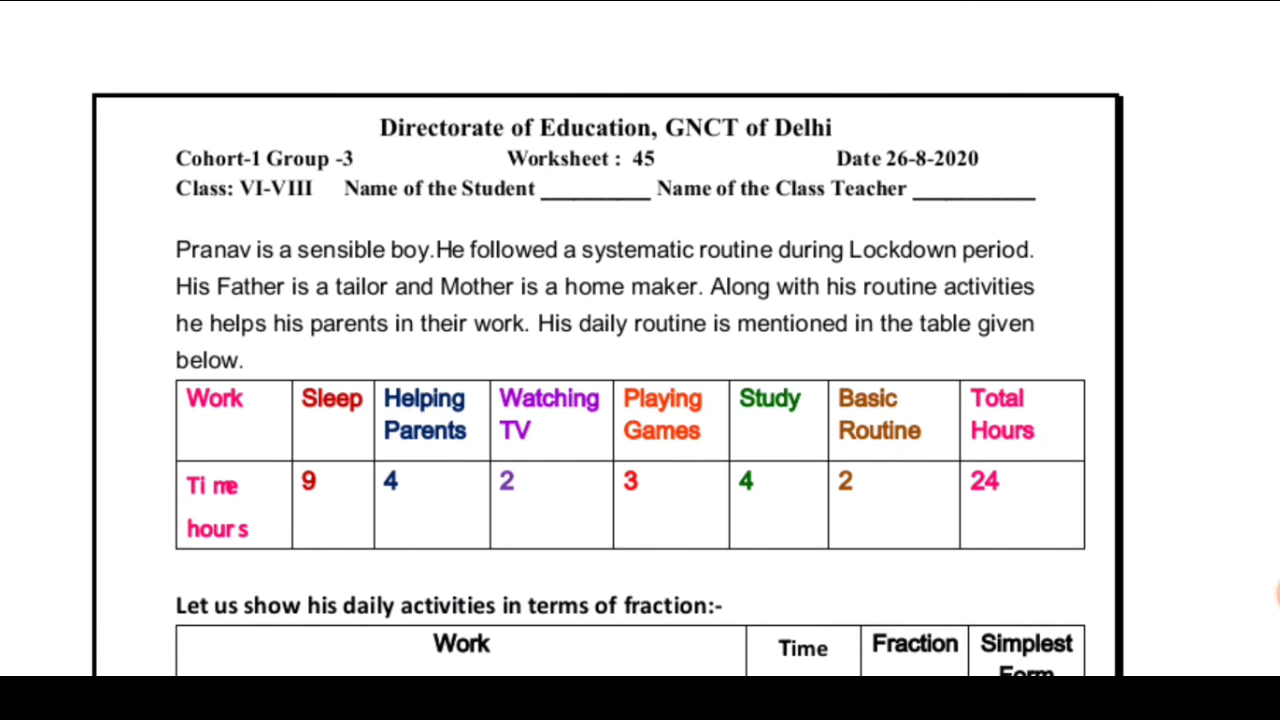 Directorate of Education, GNCT of Delhi
Cohort-1 Group -3 Worksheet : 45 Date 26-8-2020
Class: VI-VIII Name of the Student __________ Name of the Class Teacher ___________
Pranav is a sensible boy.He followed a systematic routine during Lockdown period.
His Father is a tailor and Mother is a home maker. Along with his routine activities
he helps his parents in their work. His daily routine is mentioned in the table given
below.
Work Sleep Helping Parents Watching TV Playing Games Study Basic Routine Total Hours
Time hours 9 4 2 3 4 2 24
Let us show his daily activities in terms of fraction:-
Work Time Fraction Simplest
Form